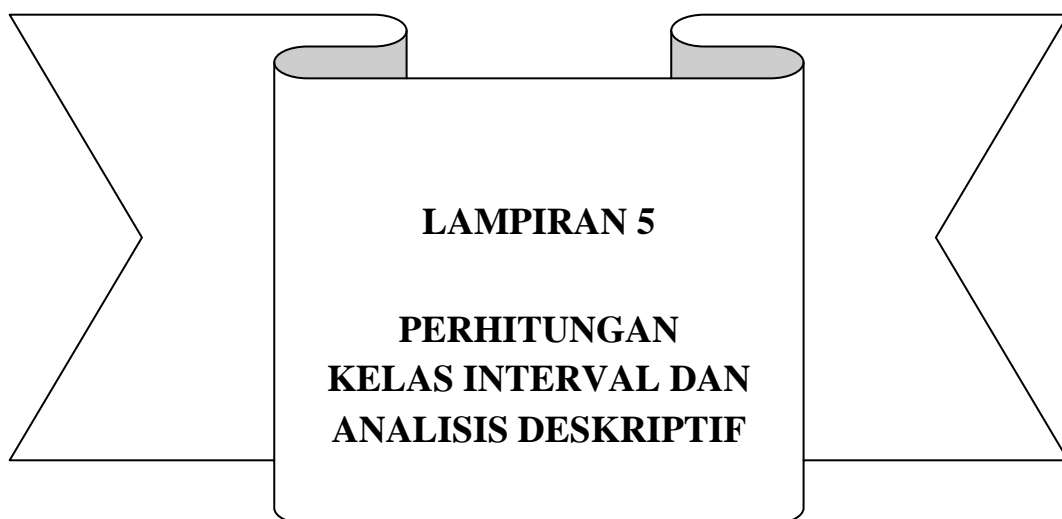 LAMPIRAN 5
PERHITUNGAN
KELAS INTERVAL DAN
ANALISIS DESKRIPTIF